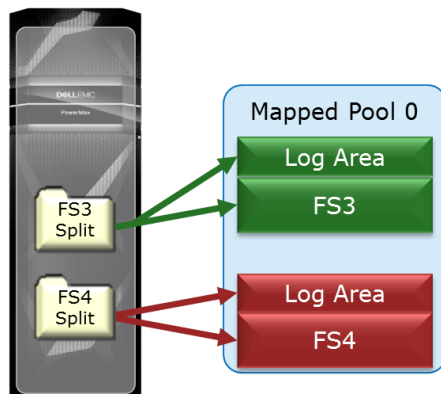 DELLEMC
PowerMax
FS3
Split
FS4
Split
Mapped Pool 0
Log Area
FS3
Log Area
FS4